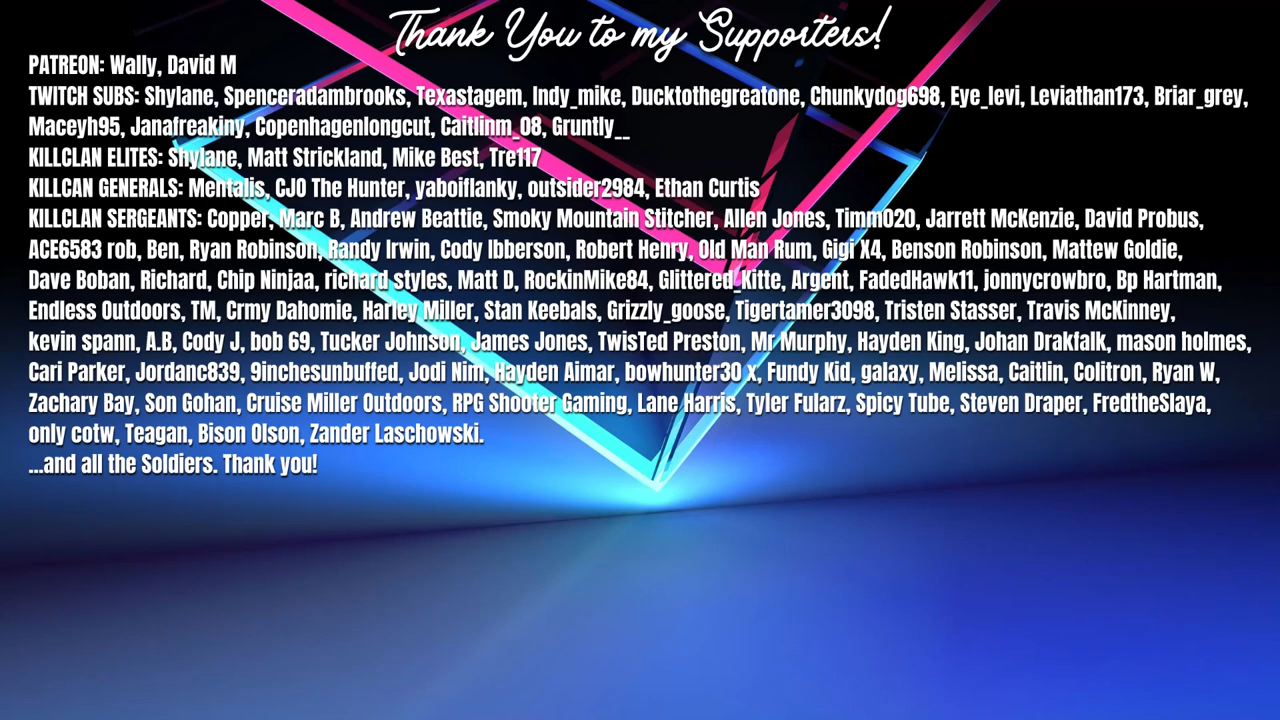 Thank You to my Supporters!
PATREON: Wally, David M
TWITCH SUBS: Shylane, Spenceradambrooks, Texastagem, Indy_mike, Ducktothegreatone, Chunkydog698, Eye_levi, Leviathan173, Briar_grey,
Maceyh95, Janafreakiny, Copenhagenlongcut, Caitlinm_08, Gruntly__
KILLCLAN ELITES: Shylane, Matt Strickland, Mike Best, Tre117
KILLCAN GENERALS: Mentalis, CJO The Hunter, yaboiflanky, outsider2984, Ethan Curtis
KILLCLAN SERGEANTS: Copper, Marc B, Andrew Beattie, Smoky Mountain Stitcher, Allen Jones, Timm020, Jarrett McKenzie, David Probus,
ACE6583 rob, Ben, Ryan Robinson, Randy Irwin, Cody Ibberson, Robert Henry, Old Man Rum, Gigi X4, Benson Robinson, Mattew Goldie,
Dave Boban, Richard, Chip Ninjaa, richard styles, Matt D, RockinMike84, Glittered_Kitte, Argent, FadedHawk11, jonnycrowbro, Bp Hartman,
Endless Outdoors, TM, Crmy Dahomie, Harley Miller, Stan Keebals, Grizzly_goose, Tigertamer3098, Tristen Stasser, Travis McKinney,
kevin spann, A.B, Cody J, bob 69, Tucker Johnson, James Jones, TwisTed Preston, Mr Murphy, Hayden King, Johan Drakfalk, mason holmes,
Cari Parker, Jordanc839, 9inchesunbuffed, Jodi Nim, Hayden Aimar, bowhunter30 x, Fundy Kid, galaxy, Melissa, Caitlin, Colitron, Ryan W,
Zachary Bay, Son Gohan, Cruise Miller Outdoors, RPG Shooter Gaming, Lane Harris, Tyler Fularz, Spicy Tube, Steven Draper, FredtheSlaya,
only cotw, Teagan, Bison Olson, Zander Laschowski.
...and all the Soldiers. Thank you!